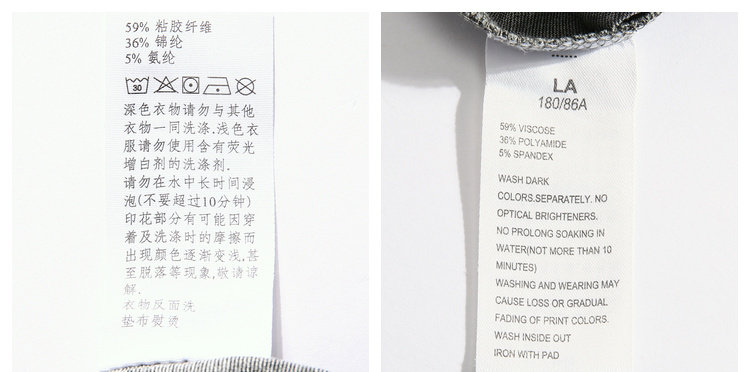 59% 粘胶纤维
36% 锦纶
5% 氨纶
30
深色衣物请勿与其他
衣物一同洗涤.浅色衣
服请勿使用含有荧光
增白剂的洗涤剂.
请勿在水中长时间浸
泡(不要超过10分钟)
印花部分有可能因穿
着及洗涤时的摩擦而
出现颜色逐渐变浅.甚
至脱落等现象,敬请谅
解.
衣物反面洗
垫布熨烫
LA
180/86A
59% VISCOSE
36% POLYAMIDE
5% SPANDEX
WASH DARK
COLORS.SEPARATELY. NO
OPTICAL BRIGHTENERS.
NO PROLONG SOAKING IN
WATER(NOT MORE THAN 10
MINUTES)
WASHING AND WEARING MAY
CAUSE LOSS OR GRADUAL
FADING OF PRINT COLORS.
WASH INSIDE OUT
IRON WITH PAD